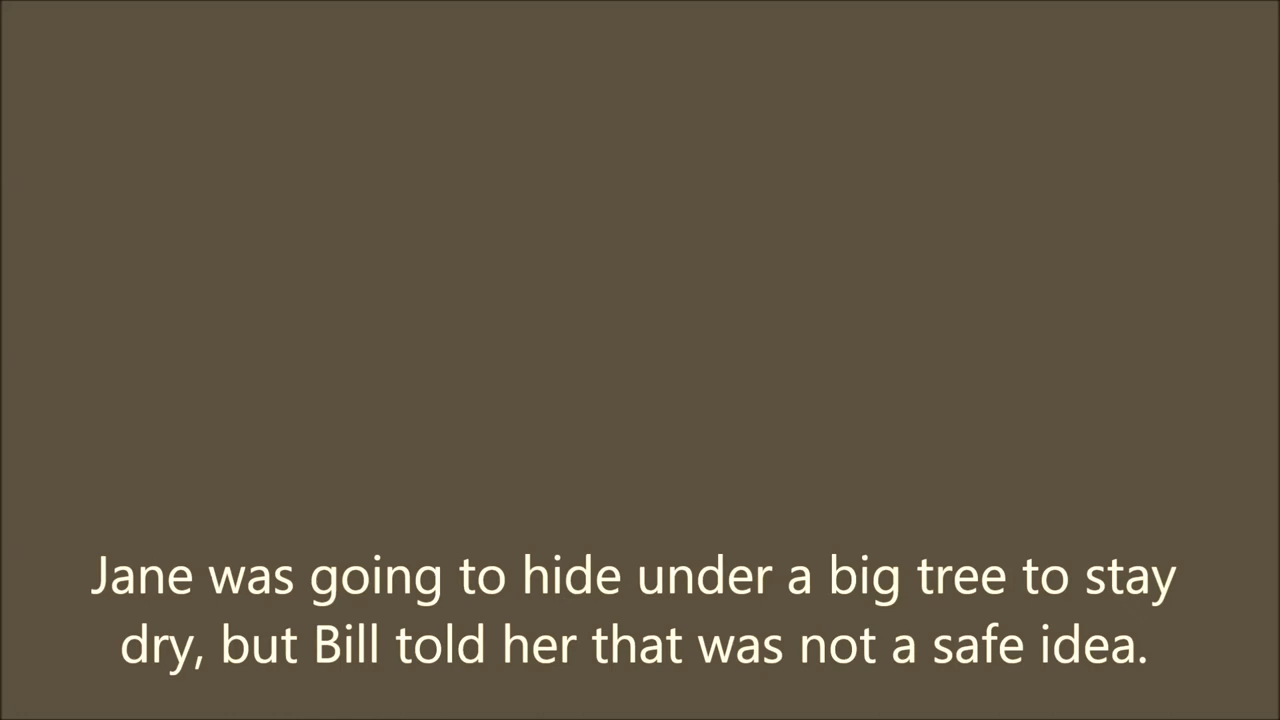 Jane was going to hide under a big tree to stay
dry, but Bill told her that was not a safe idea.